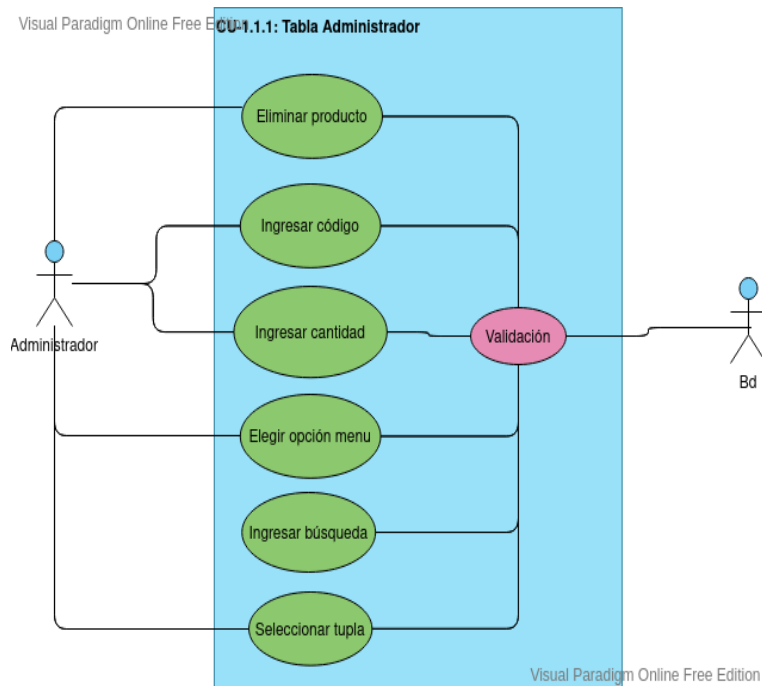 Visual Paradigm Online Free Edition
CU-1.1.1: Tabla Administrador
Eliminar producto
Ingresar código
Ingresar cantidad
Administrador
Validación
Bd
Elegir opción menu
Ingresar búsqueda
Seleccionar tupla
Visual Paradigm Online Free Edition